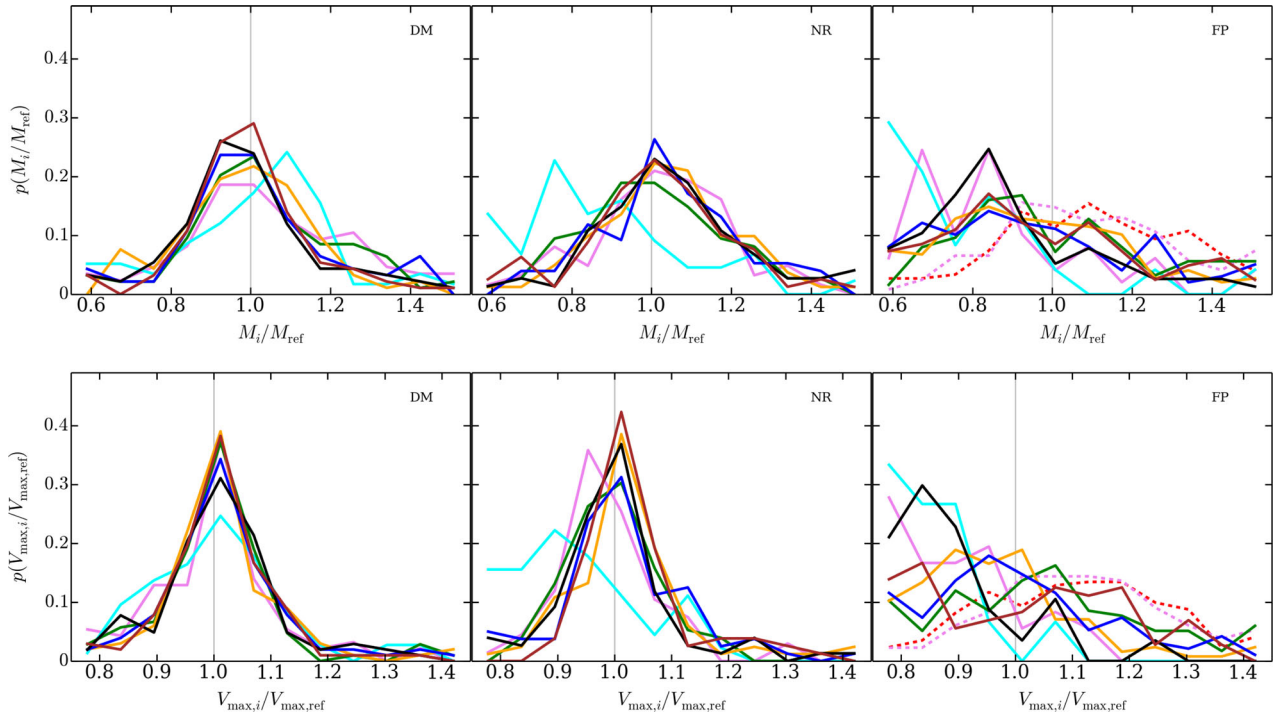 DM NR FP
p(M_i/M_ref)
0.4
0.3
0.2
0.1
0
0.6 0.8 1.0 1.2 1.4 0.6 0.8 1.0 1.2 1.4 0.6 0.8 1.0 1.2 1.4
M_i/M_ref M_i/M_ref M_i/M_ref
DM NR FP
p(V_max,i/V_max,ref)
0.4
0.3
0.2
0.1
0
0.8 0.9 1.0 1.1 1.2 1.3 1.4 0.8 0.9 1.0 1.1 1.2 1.3 1.4 0.8 0.9 1.0 1.1 1.2 1.3 1.4
V_max,i/V_max,ref V_max,i/V_max,ref V_max,i/V_max,ref